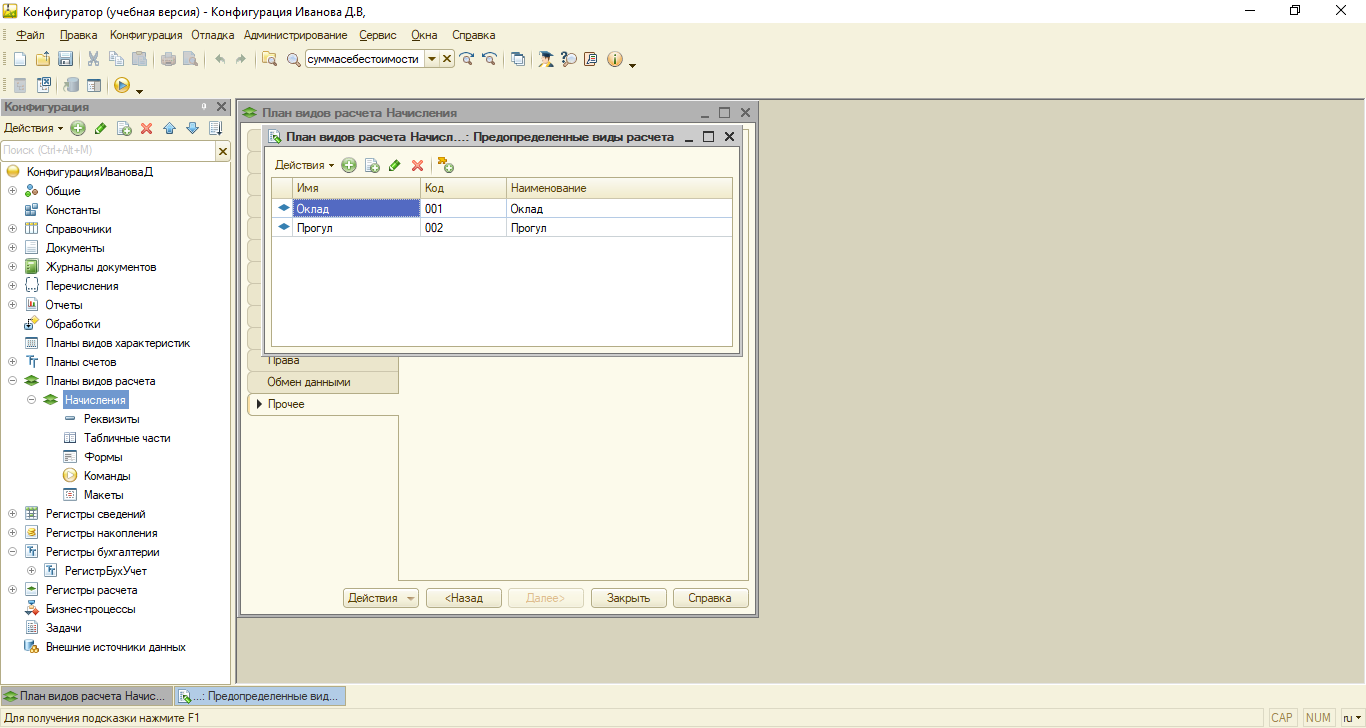 Конфигуратор (учебная версия) - Конфигурация Иванова Д.В,
Файл Правка Конфигурация Отладка Администрирование Сервис Окна Справка
суммасебестоимости
Конфигурация
Действия
Поиск (Ctrl+Alt+M)
КонфигурацияИвановаД
Общие
Константы
Справочники
Документы
Журналы документов
Перечисления
Отчеты
Обработки
Планы видов характеристик
Планы счетов
Планы видов расчета
Начисления
Реквизиты
Табличные части
Формы
Команды
Макеты
Регистры сведений
Регистры накопления
Регистры бухгалтерии
РегистрБухУчет
Регистры расчета
Бизнес-процессы
Задачи
Внешние источники данных
План видов расчета Начисления
План видов расчета Начисл...: Предопределенные виды расчета
Действия
Имя Код Наименование
Оклад 001 Оклад
Прогул 002 Прогул
Права
Обмен данными
Прочее
Действия <Назад Далее> Закрыть Справка
План видов расчета Начис... ...: Предопределенные вид...
Для получения подсказки нажмите F1 CAP NUM ru